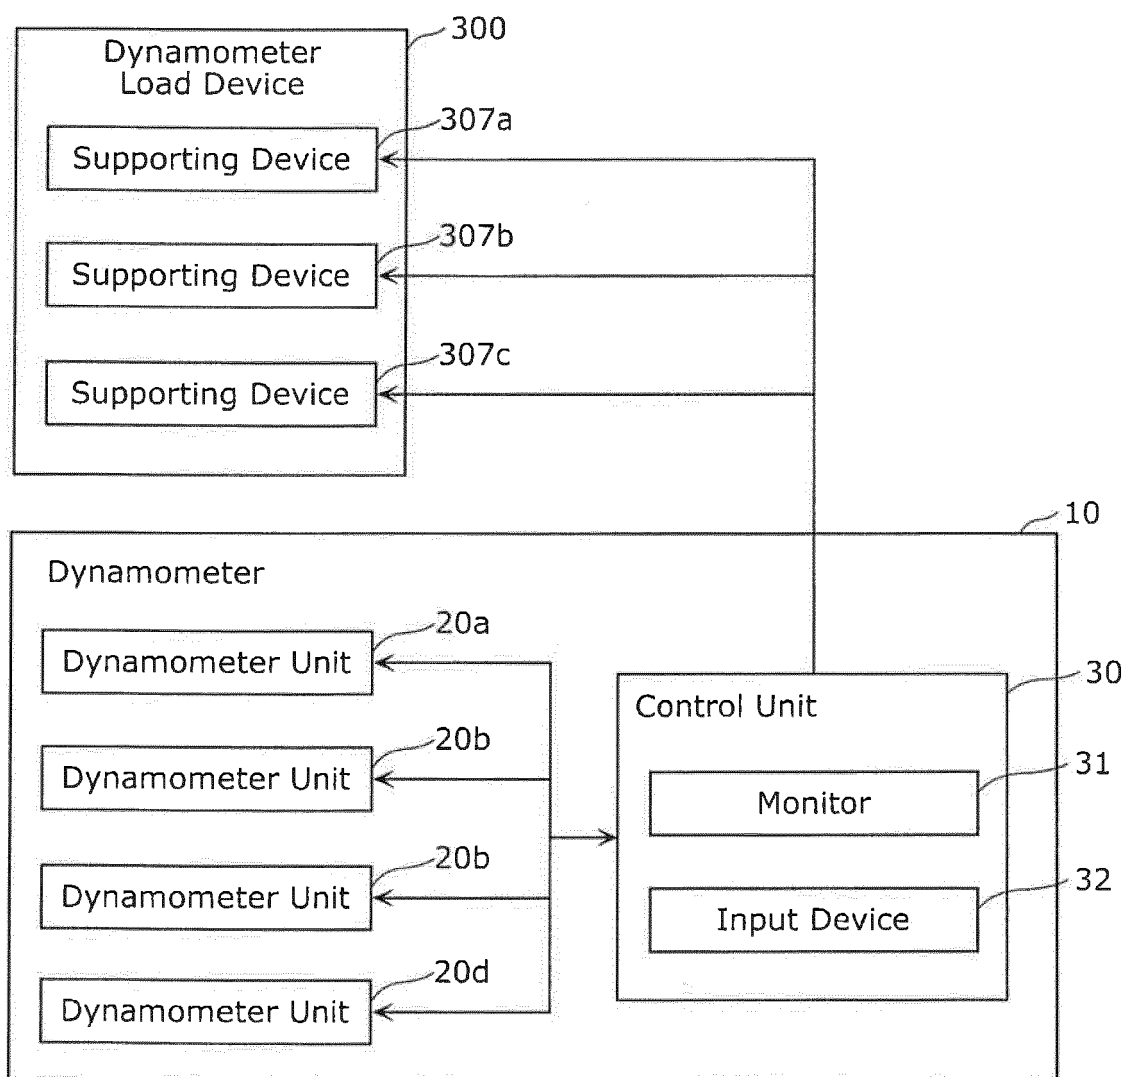 300
Dynamometer
Load Device
307a
Supporting Device
307b
Supporting Device
307c
Supporting Device
10
Dynamometer
20a
Dynamometer Unit
20b
Dynamometer Unit
20b
Dynamometer Unit
20d
Dynamometer Unit
30
Control Unit
31
Monitor
32
Input Device